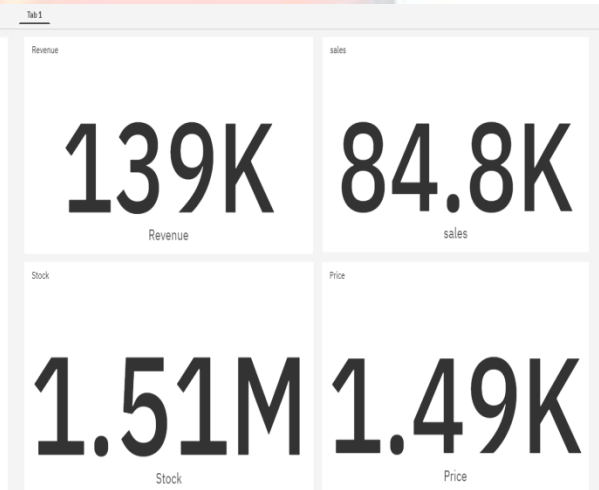 Tab 1
Revenue
139K
Revenue
sales
84.8K
sales
Stock
1.51M
Stock
Price
1.49K
Price